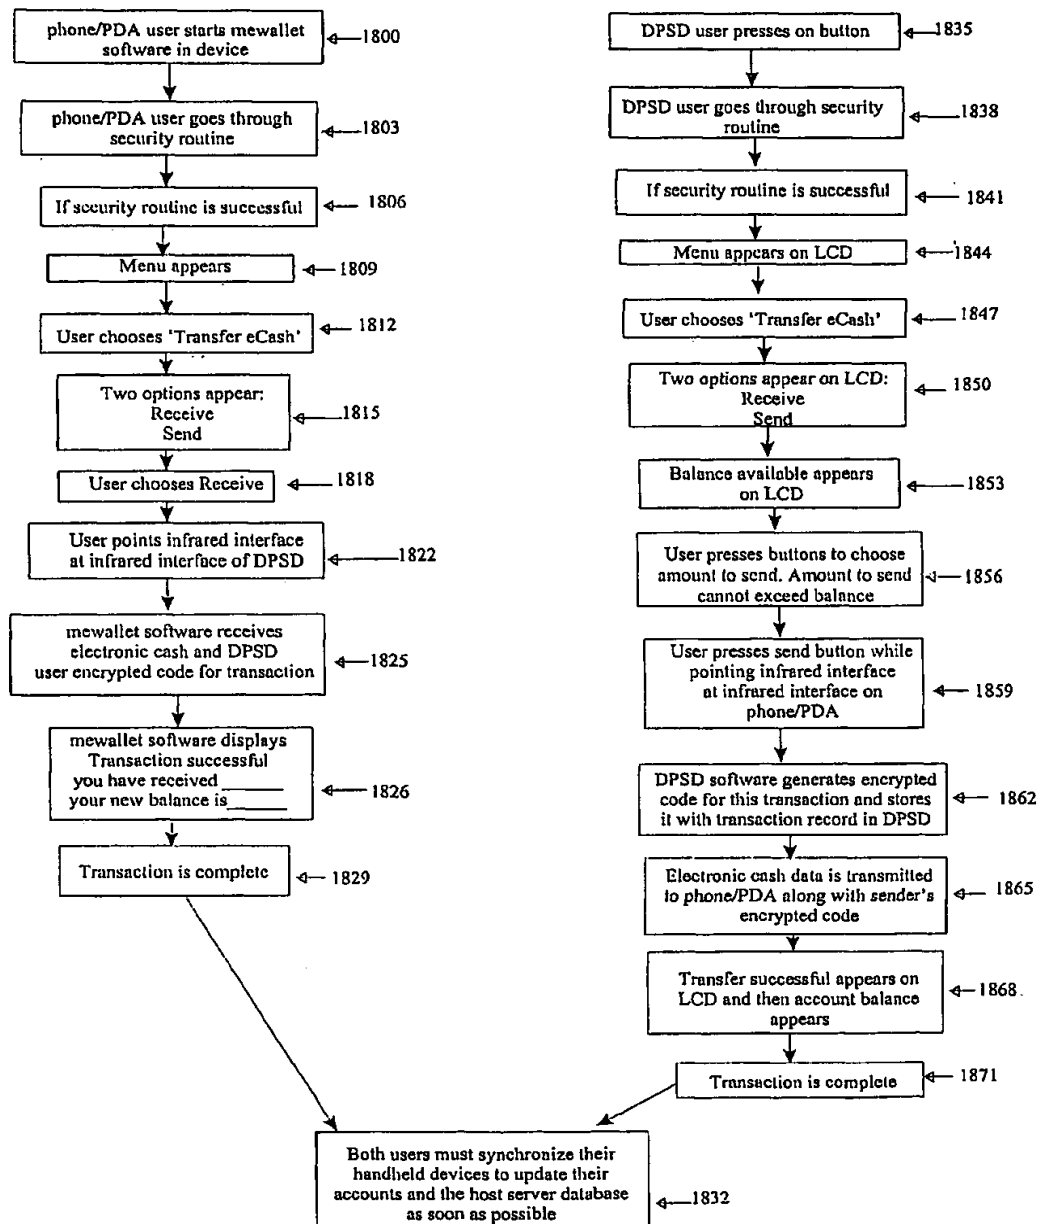 phone/PDA user starts mewallet
software in device
1800
phone/PDA user goes through
security routine
1803
If security routine is successful
1806
Menu appears
1809
User chooses 'Transfer eCash'
1812
Two options appear:
Receive
Send
1815
User chooses Receive
1818
User points infrared interface
at infrared interface of DPSD
1822
mewallet software receives
electronic cash and DPSD
user encrypted code for transaction
1825
mewallet software displays
Transaction successful
you have received ______
your new balance is ______
1826
Transaction is complete
1829
DPSD user presses on button
1835
DPSD user goes through security
routine
1838
If security routine is successful
1841
Menu appears on LCD
1844
User chooses 'Transfer eCash'
1847
Two options appear on LCD:
Receive
Send
1850
Balance available appears
on LCD
1853
User presses buttons to choose
amount to send. Amount to send
cannot exceed balance
1856
User presses send button while
pointing infrared interface
at infrared interface on
phone/PDA
1859
DPSD software generates encrypted
code for this transaction and stores
it with transaction record in DPSD
1862
Electronic cash data is transmitted
to phone/PDA along with sender's
encrypted code
1865
Transfer successful appears on
LCD and then account balance
appears
1868
Transaction is complete
1871
Both users must synchronize their
handheld devices to update their
accounts and the host server database
as soon as possible
1832